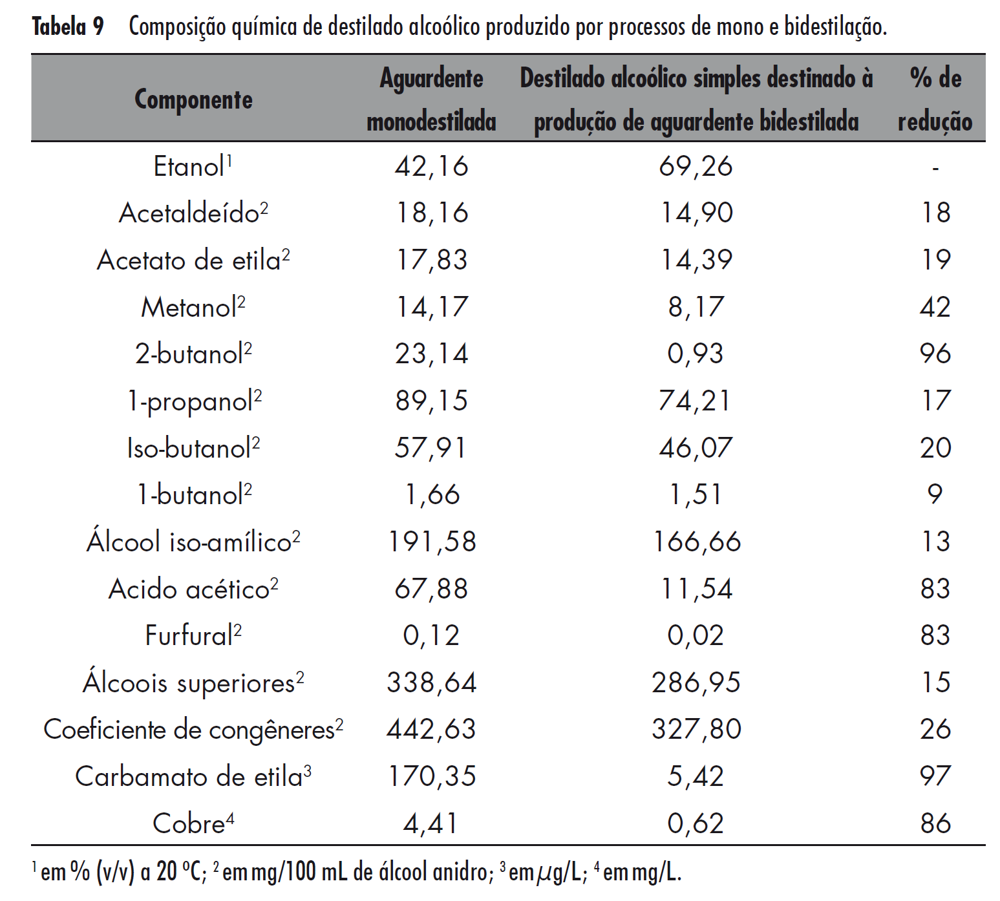 Tabela 9 Composição química de destilado alcoólico produzido por processos de mono e bidestilação.
Componente Aguardente monodestilada Destilado alcoólico simples destinado à produção de aguardente bidestilada % de redução
Etanol¹ 42,16 69,26 -
Acetaldeído² 18,16 14,90 18
Acetato de etila² 17,83 14,39 19
Metanol² 14,17 8,17 42
2-butanol² 23,14 0,93 96
1-propanol² 89,15 74,21 17
Iso-butanol² 57,91 46,07 20
1-butanol² 1,66 1,51 9
Álcool iso-amílico² 191,58 166,66 13
Acido acético² 67,88 11,54 83
Furfural² 0,12 0,02 83
Álcoois superiores² 338,64 286,95 15
Coeficiente de congêneres² 442,63 327,80 26
Carbamato de etila³ 170,35 5,42 97
Cobre⁴ 4,41 0,62 86
¹ em % (v/v) a 20 ºC; ² em mg/100 mL de álcool anidro; ³ em µg/L; ⁴ em mg/L.